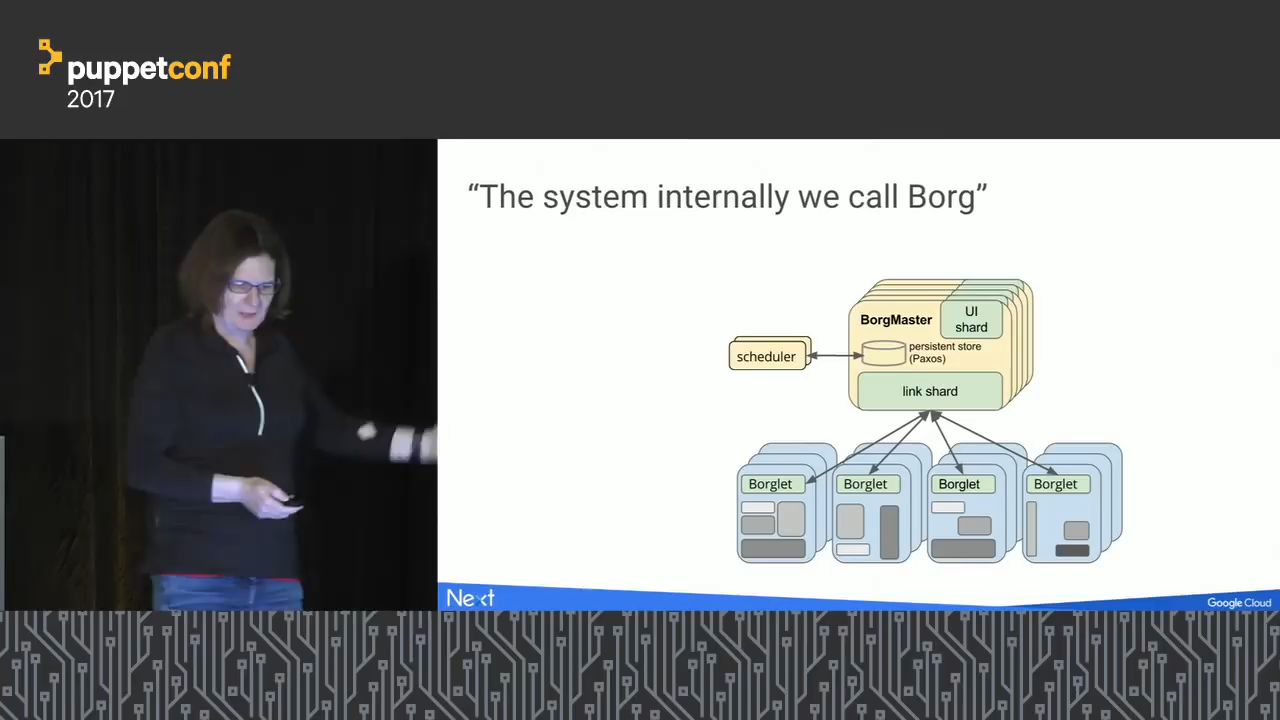 puppetconf
2017
“The system internally we call Borg”
BorgMaster
UI
shard
persistent store
(Paxos)
scheduler
link shard
Borglet
Borglet
Borglet
Borglet
Next
Google Cloud